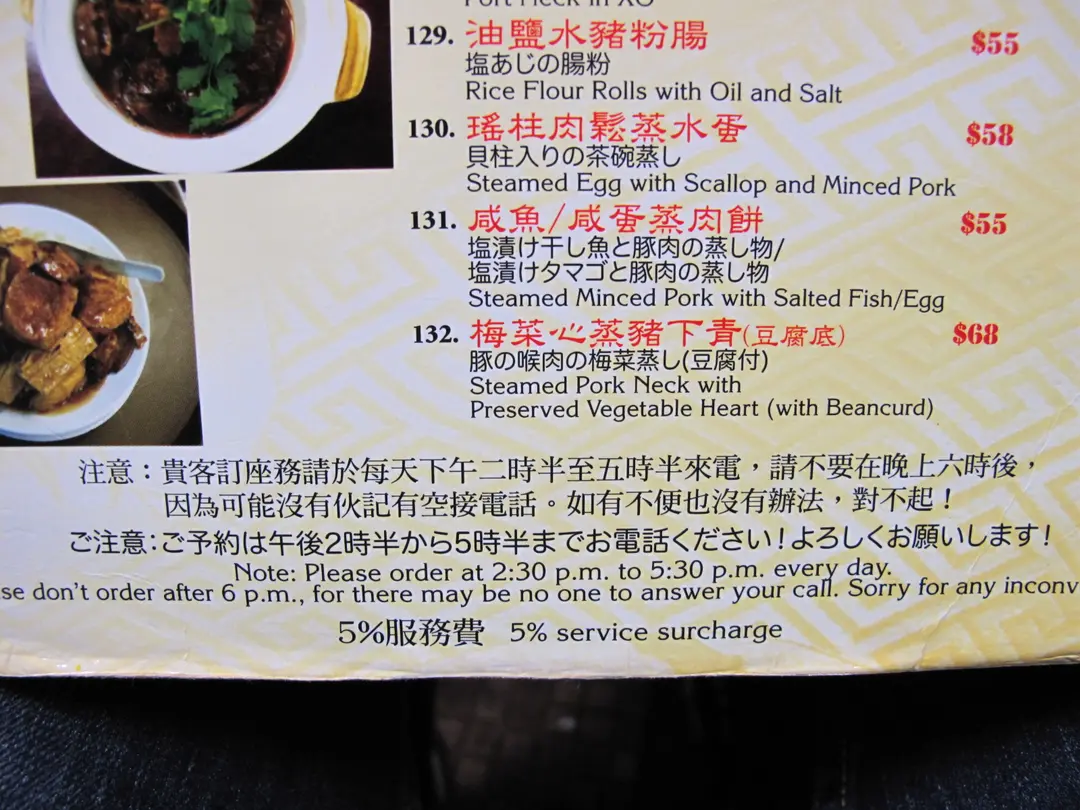 129. 油鹽水豬粉腸 $55
塩あじの腸粉
Rice Flour Rolls with Oil and Salt
130. 瑤柱肉鬆蒸水蛋 $58
貝柱入りの茶碗蒸し
Steamed Egg with Scallop and Minced Pork
131. 咸魚/咸蛋蒸肉餅 $55
塩漬け干し魚と豚肉の蒸し物/
塩漬けタマゴと豚肉の蒸し物
Steamed Minced Pork with Salted Fish/Egg
132. 梅菜心蒸豬下青(豆腐底) $68
豚の喉肉の梅菜蒸し(豆腐付)
Steamed Pork Neck with
Preserved Vegetable Heart (with Beancurd)
注意：貴客訂座務請於每天下午二時半至五時半來電，請不要在晚上六時後，
因為可能沒有伙記有空接電話。如有不便也沒有辦法，對不起！
ご注意：ご予約は午後2時半から5時半までお電話ください！よろしくお願いします！
Note: Please order at 2:30 p.m. to 5:30 p.m. every day.
don't order after 6 p.m., for there may be no one to answer your call. Sorry for any
5%服務費 5% service surcharge